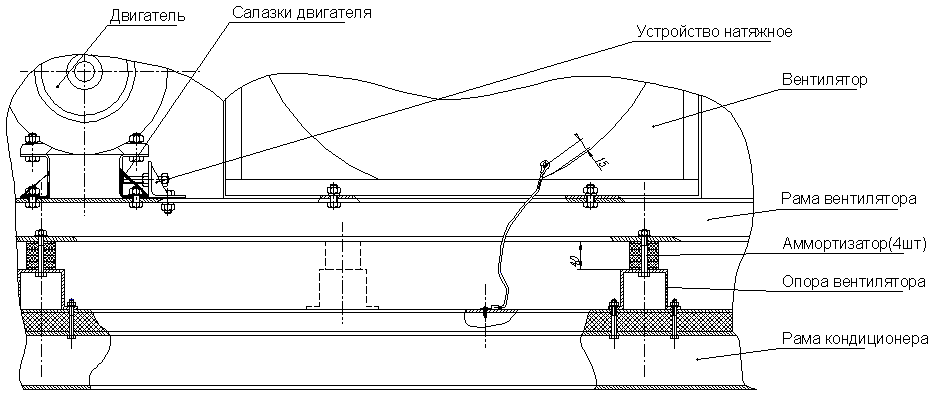 Двигатель
Салазки двигателя
Устройство натяжное
Вентилятор
15
Рама вентилятора
Аммортизатор(4шт)
40
Опора вентилятора
Рама кондиционера